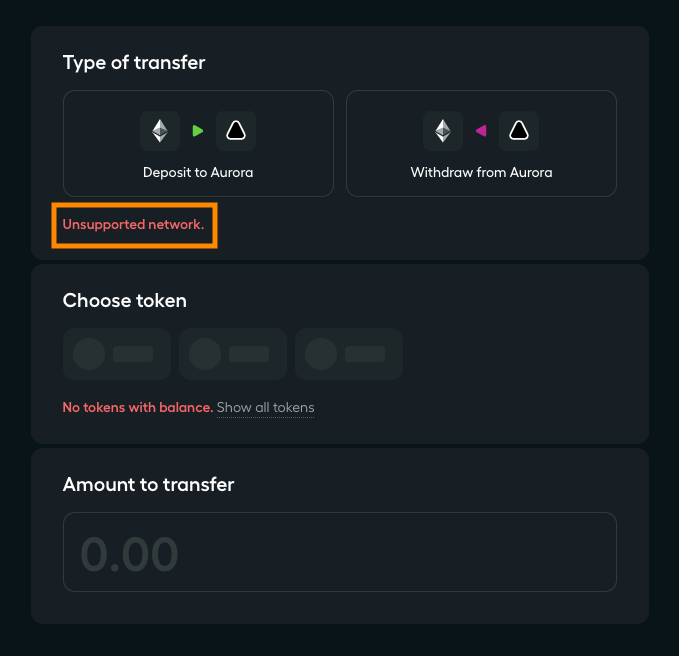 Type of transfer
Deposit to Aurora
Withdraw from Aurora
Unsupported network.
Choose token
No tokens with balance. Show all tokens
Amount to transfer
0.00